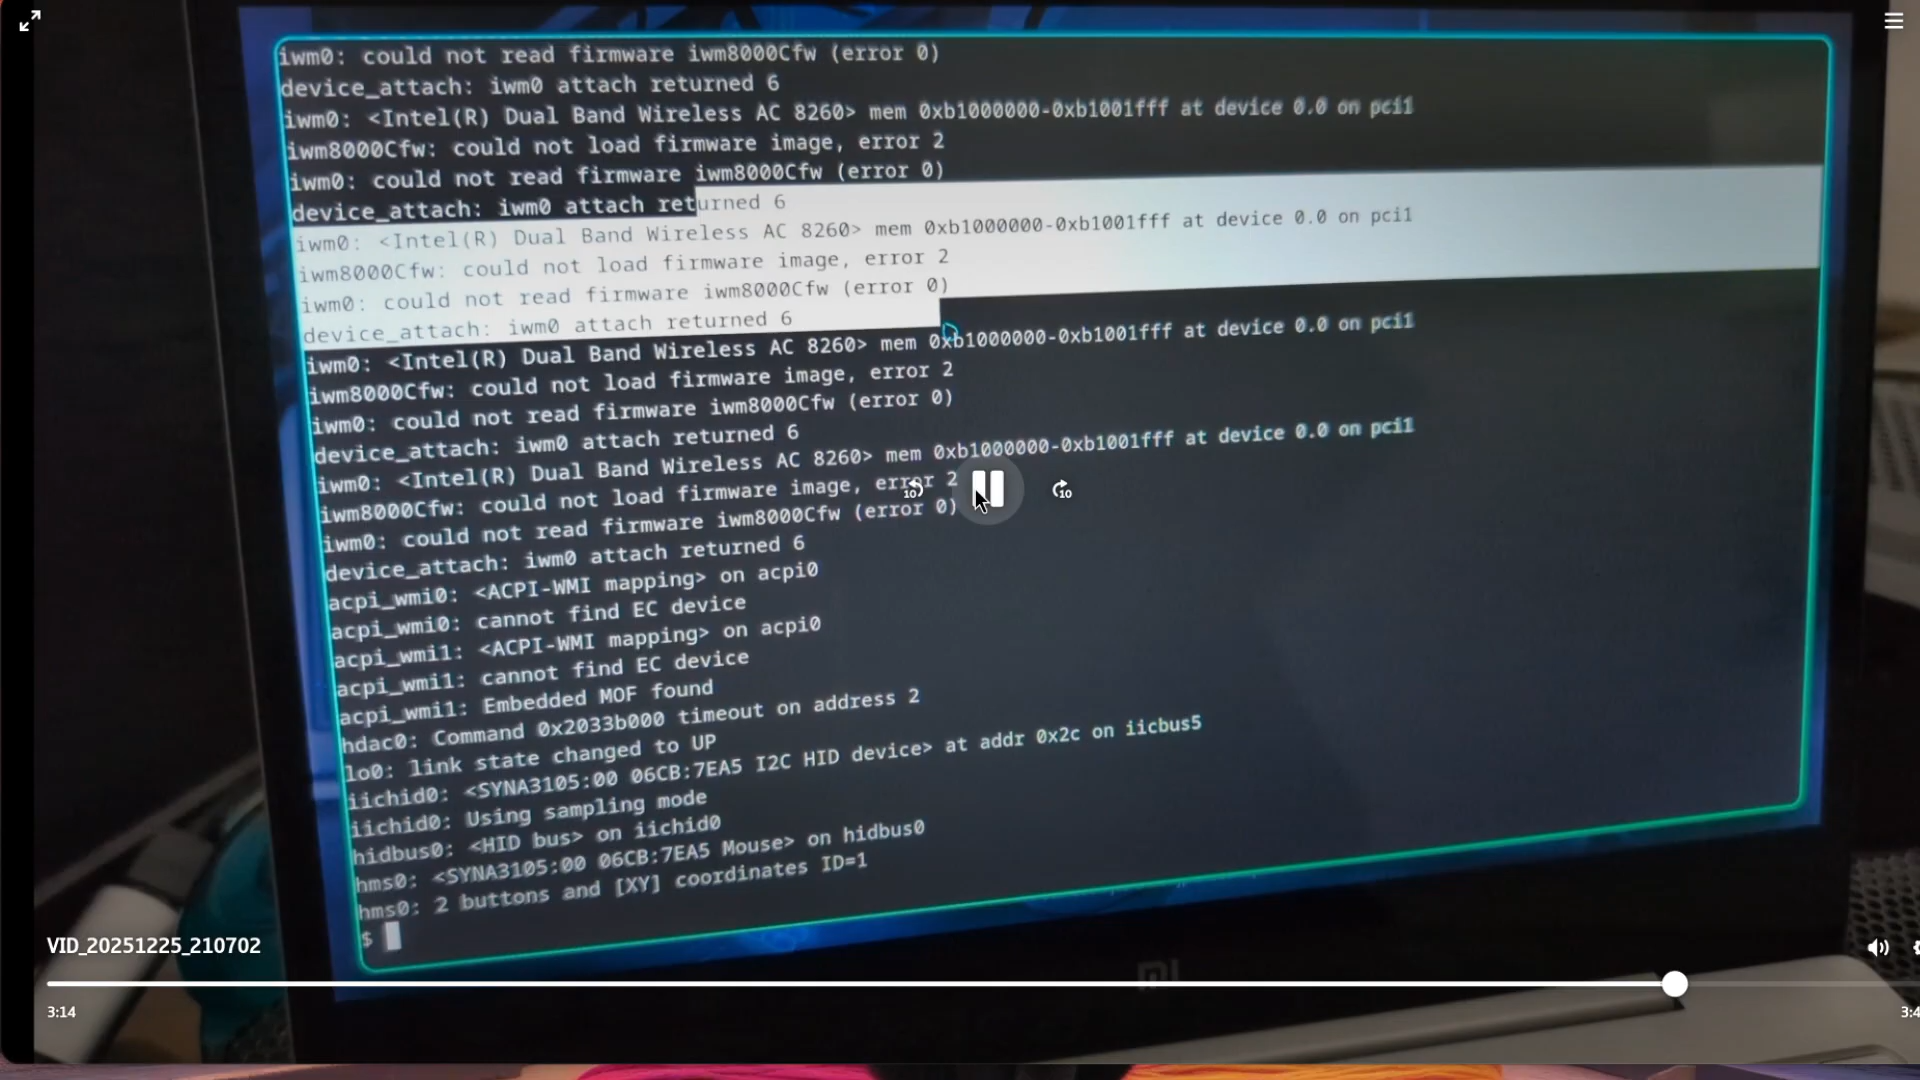 iwm0: could not read firmware iwm8000Cfw (error 0)
device_attach: iwm0 attach returned 6
iwm0: <Intel(R) Dual Band Wireless AC 8260> mem 0xb1000000-0xb1001fff at device 0.0 on pci1
iwm8000Cfw: could not load firmware image, error 2
iwm0: could not read firmware iwm8000Cfw (error 0)
device_attach: iwm0 attach returned 6
iwm0: <Intel(R) Dual Band Wireless AC 8260> mem 0xb1000000-0xb1001fff at device 0.0 on pci1
iwm8000Cfw: could not load firmware image, error 2
iwm0: could not read firmware iwm8000Cfw (error 0)
device_attach: iwm0 attach returned 6
iwm0: <Intel(R) Dual Band Wireless AC 8260> mem 0xb1000000-0xb1001fff at device 0.0 on pci1
iwm8000Cfw: could not load firmware image, error 2
iwm0: could not read firmware iwm8000Cfw (error 0)
device_attach: iwm0 attach returned 6
iwm0: <Intel(R) Dual Band Wireless AC 8260> mem 0xb1000000-0xb1001fff at device 0.0 on pci1
iwm8000Cfw: could not load firmware image, error 2
iwm0: could not read firmware iwm8000Cfw (error 0)
device_attach: iwm0 attach returned 6
acpi_wmi0: <ACPI-WMI mapping> on acpi0
acpi_wmi0: cannot find EC device
acpi_wmi1: <ACPI-WMI mapping> on acpi0
acpi_wmi1: cannot find EC device
acpi_wmi1: Embedded MOF found
hdac0: Command 0x2033b000 timeout on address 2
lo0: link state changed to UP
iichid0: <SYNA3105:00 06CB:7EA5 I2C HID device> at addr 0x2c on iicbus5
iichid0: Using sampling mode
hidbus0: <HID bus> on iichid0
hms0: <SYNA3105:00 06CB:7EA5 Mouse> on hidbus0
hms0: 2 buttons and [XY] coordinates ID=1
$
10
10
mi
VID_20251225_210702
3:14
3:4